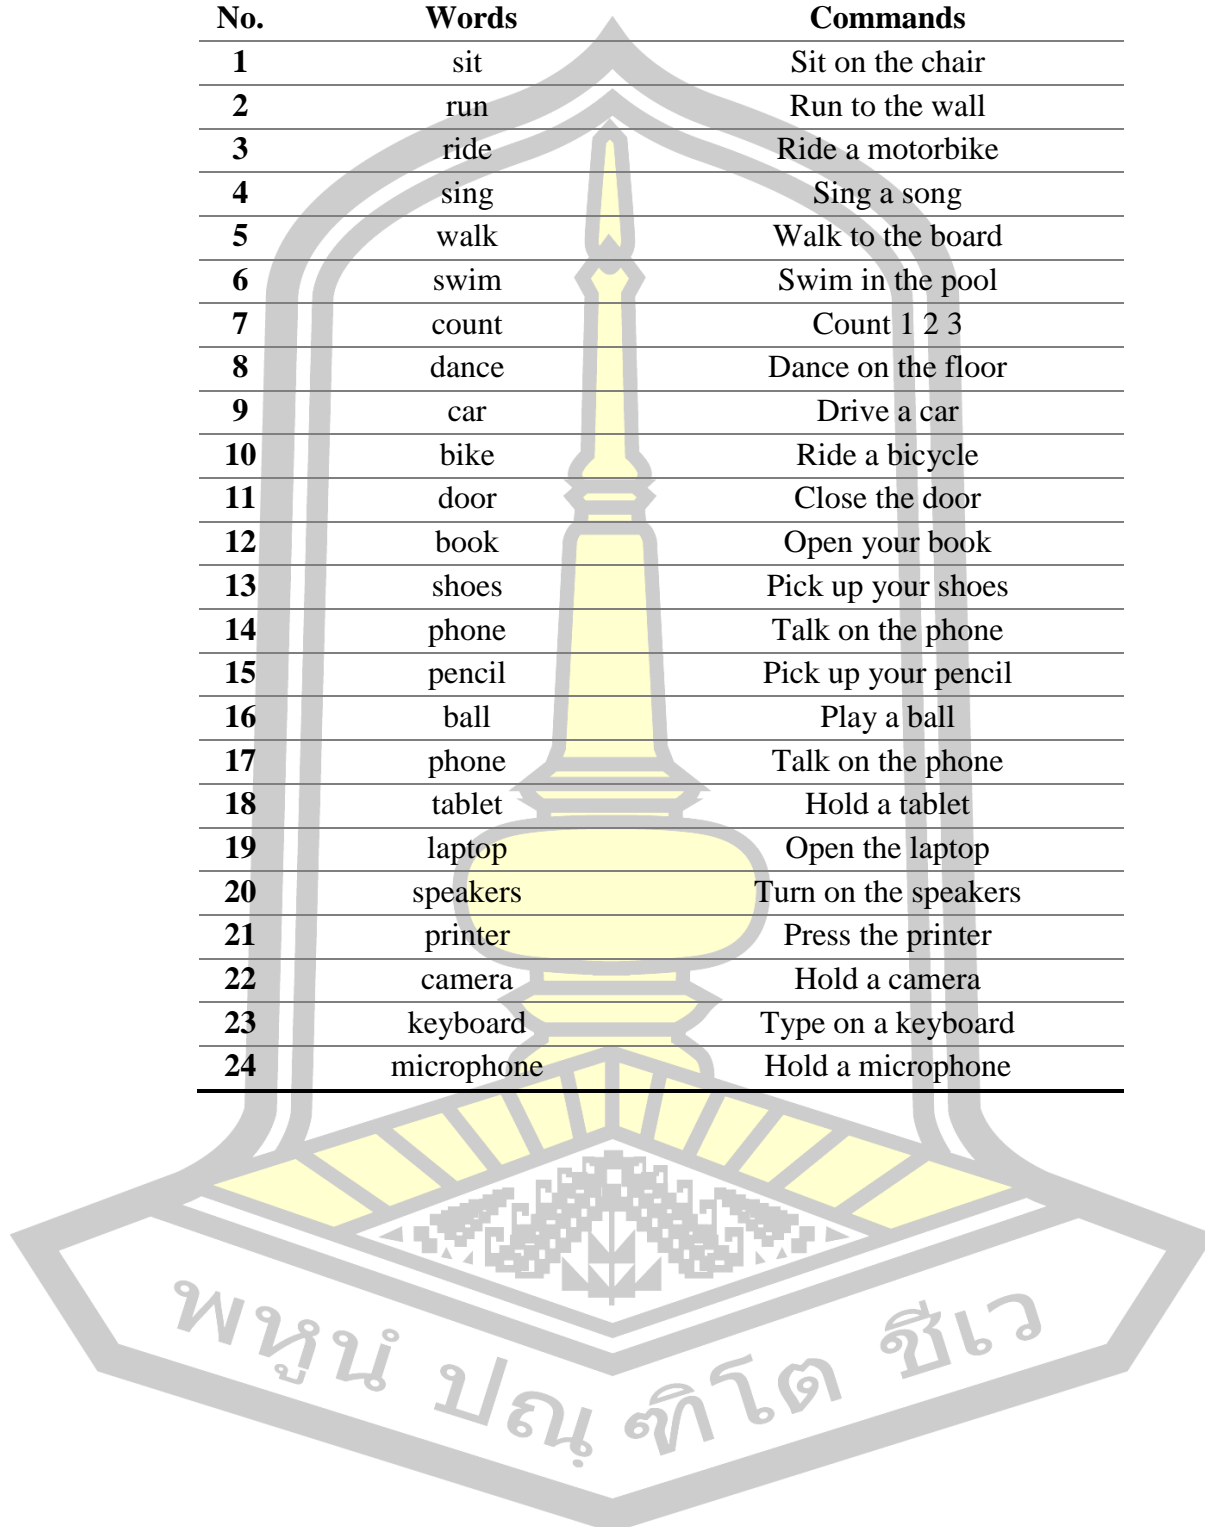 No. Words Commands
1 sit Sit on the chair
2 run Run to the wall
3 ride Ride a motorbike
4 sing Sing a song
5 walk Walk to the board
6 swim Swim in the pool
7 count Count 1 2 3
8 dance Dance on the floor
9 car Drive a car
10 bike Ride a bicycle
11 door Close the door
12 book Open your book
13 shoes Pick up your shoes
14 phone Talk on the phone
15 pencil Pick up your pencil
16 ball Play a ball
17 phone Talk on the phone
18 tablet Hold a tablet
19 laptop Open the laptop
20 speakers Turn on the speakers
21 printer Press the printer
22 camera Hold a camera
23 keyboard Type on a keyboard
24 microphone Hold a microphone
พหูนํ ปณฺฑิโต ชีเว